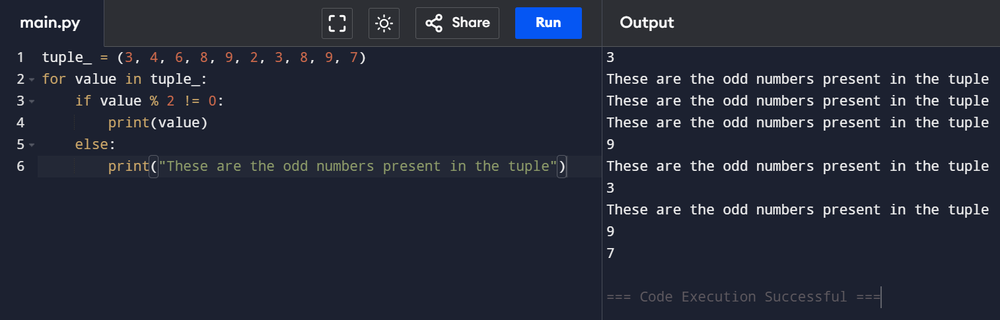 main.py
Share
Run
Output
1 tuple_ = (3, 4, 6, 8, 9, 2, 3, 8, 9, 7)
2 for value in tuple_:
3     if value % 2 != 0:
4         print(value)
5     else:
6         print("These are the odd numbers present in the tuple")
3
These are the odd numbers present in the tuple
These are the odd numbers present in the tuple
These are the odd numbers present in the tuple
9
These are the odd numbers present in the tuple
3
These are the odd numbers present in the tuple
9
7
=== Code Execution Successful ===